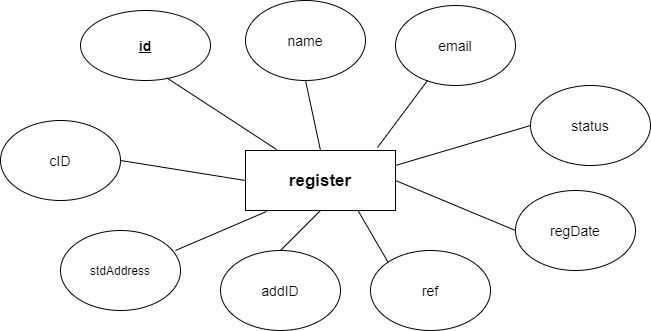 id
name
email
status
cID
register
regDate
stdAddress
addID
ref